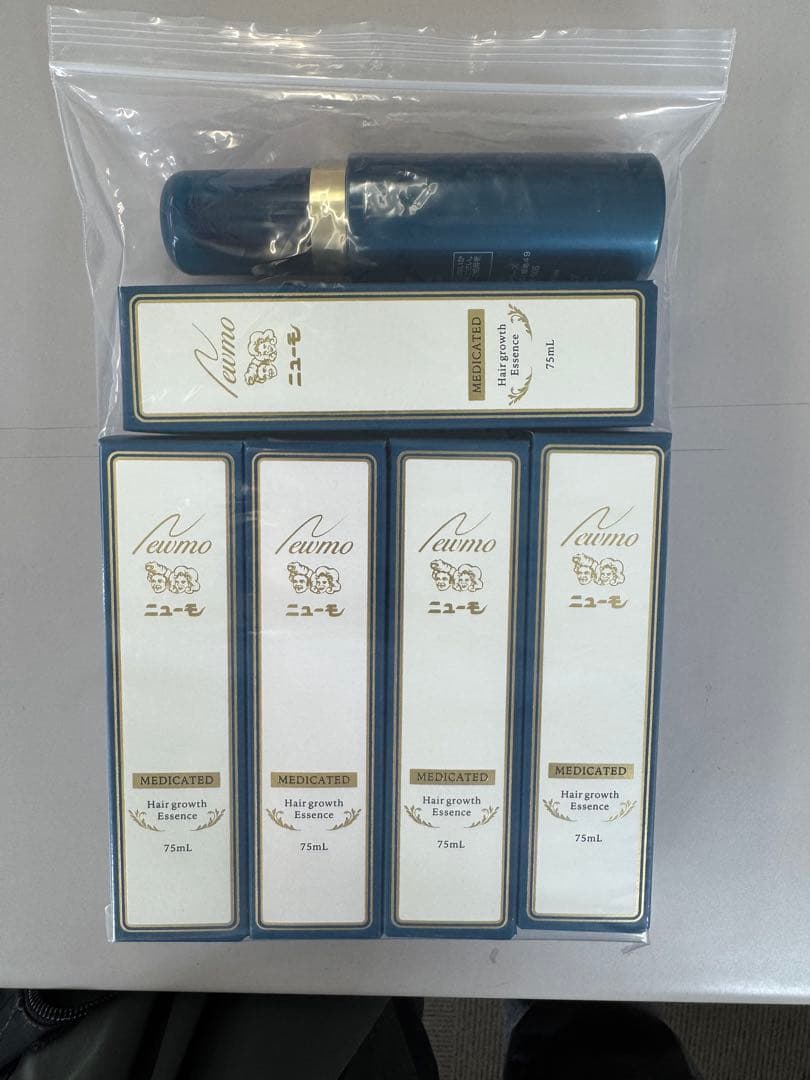 Newmo
ニューモ
MEDICATED
Hair growth
Essence
75mL
Newmo
ニューモ
MEDICATED
Hair growth
Essence
75mL
Newmo
ニューモ
MEDICATED
Hair growth
Essence
75mL
Newmo
ニューモ
MEDICATED
Hair growth
Essence
75mL
Newmo
ニューモ
MEDICATED
Hair growth
Essence
75mL